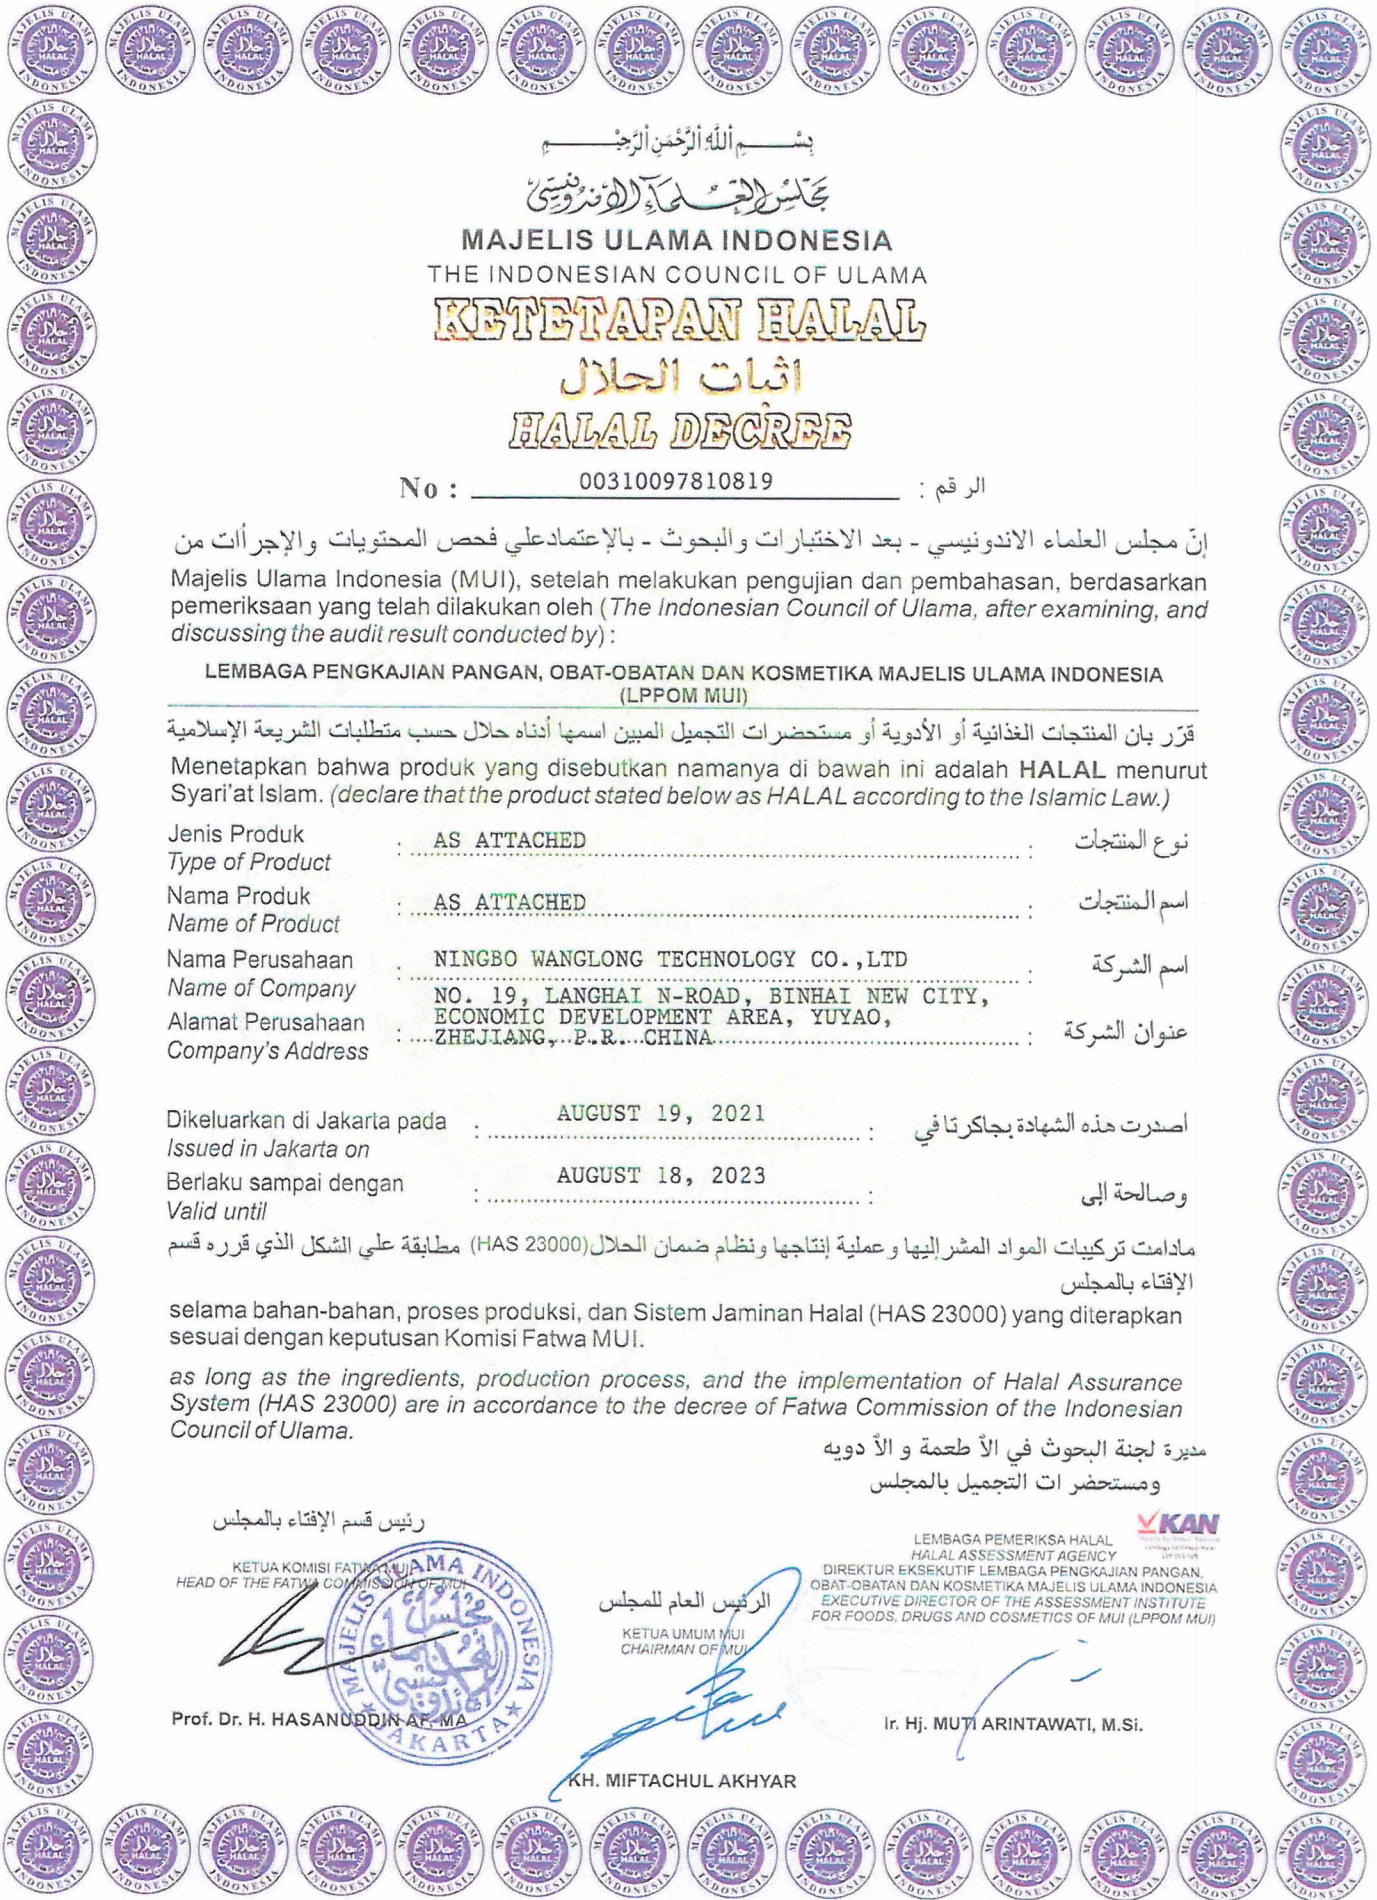 بِسْــــمِ اللهِ الرَّحْمَنِ الرَّحِيْـــــمِ
مَجْلِسُ الْعُـــلَمَاءِ الْإِنْدُونِيْسِيّ
MAJELIS ULAMA INDONESIA
THE INDONESIAN COUNCIL OF ULAMA
KETETAPAN HALAL
اثبات الحلال
HALAL DECREE
No : 00310097810819 الرقم :
إنّ مجلس العلماء الاندونيسي - بعد الاختبارات والبحوث - بالإعتمادعلي فحص المحتويات والإجرأات من
Majelis Ulama Indonesia (MUI), setelah melakukan pengujian dan pembahasan, berdasarkan
pemeriksaan yang telah dilakukan oleh (The Indonesian Council of Ulama, after examining, and
discussing the audit result conducted by) :
LEMBAGA PENGKAJIAN PANGAN, OBAT-OBATAN DAN KOSMETIKA MAJELIS ULAMA INDONESIA
(LPPOM MUI)
قرّر بان المنتجات الغذائية أو الأدوية أو مستحضرات التجميل المبين اسمها أدناه حلال حسب متطلبات الشريعة الإسلامية
Menetapkan bahwa produk yang disebutkan namanya di bawah ini adalah HALAL menurut
Syari'at Islam. (declare that the product stated below as HALAL according to the Islamic Law.)
Jenis Produk : AS ATTACHED : نوع المنتجات
Type of Product
Nama Produk : AS ATTACHED : اسم المنتجات
Name of Product
Nama Perusahaan : NINGBO WANGLONG TECHNOLOGY CO.,LTD : اسم الشركة
Name of Company
NO. 19, LANGHAI N-ROAD, BINHAI NEW CITY,
Alamat Perusahaan ECONOMIC DEVELOPMENT AREA, YUYAO,
: ZHEJIANG, P.R. CHINA : عنوان الشركة
Company's Address
Dikeluarkan di Jakarta pada : AUGUST 19, 2021 : اصدرت هذه الشهادة بجاكرتا في
Issued in Jakarta on
Berlaku sampai dengan : AUGUST 18, 2023 : وصالحة إلى
Valid until
مادامت تركيبات المواد المشر إليها وعملية إنتاجها ونظام ضمان الحلال (HAS 23000) مطابقة علي الشكل الذي قرره قسم
الإفتاء بالمجلس
selama bahan-bahan, proses produksi, dan Sistem Jaminan Halal (HAS 23000) yang diterapkan
sesuai dengan keputusan Komisi Fatwa MUI.
as long as the ingredients, production process, and the implementation of Halal Assurance
System (HAS 23000) are in accordance to the decree of Fatwa Commission of the Indonesian
Council of Ulama.
مديرة لجنة البحوث في الأ طعمة و الأ دويه
ومستحضر ات التجميل بالمجلس
رئيس قسم الإفتاء بالمجلس
KETUA KOMISI FATWA MUI
HEAD OF THE FATWA COMMISSION OF MUI
MAJELIS ULAMA INDONESIA
JAKARTA
Prof. Dr. H. HASANUDDIN AF, MA
الرئيس العام للمجلس
KETUA UMUM MUI
CHAIRMAN OF MUI
KH. MIFTACHUL AKHYAR
KAN
LEMBAGA PEMERIKSA HALAL
HALAL ASSESSMENT AGENCY
DIREKTUR EKSEKUTIF LEMBAGA PENGKAJIAN PANGAN,
OBAT-OBATAN DAN KOSMETIKA MAJELIS ULAMA INDONESIA
EXECUTIVE DIRECTOR OF THE ASSESSMENT INSTITUTE
FOR FOODS, DRUGS AND COSMETICS OF MUI (LPPOM MUI)
Ir. Hj. MUTI ARINTAWATI, M.Si.